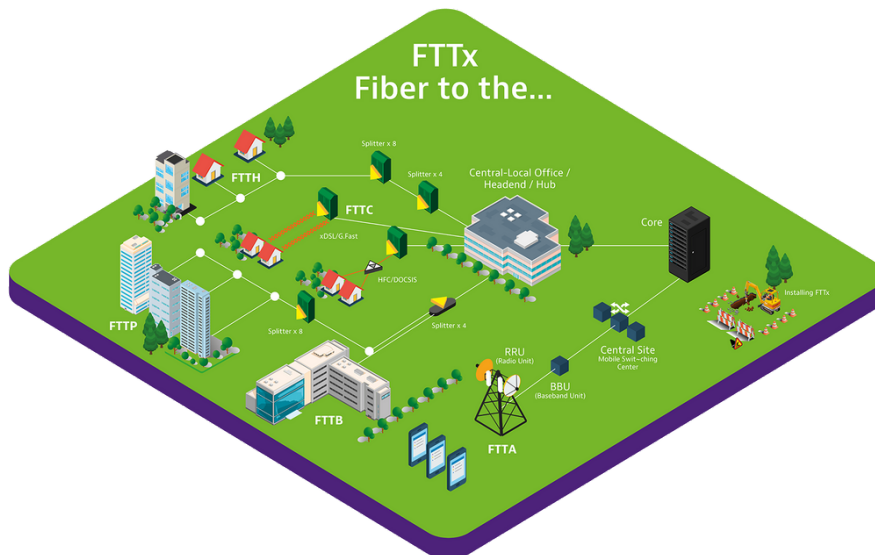 FTTx
Fiber to the...
Splitter x 8
Splitter x 4
Central-Local Office /
Headend / Hub
FTTH
FTTC
xDSL/G.Fast
Core
HFC/DOCSIS
Installing FTTx
FTTP
Splitter x 8
Splitter x 4
Central Site
Mobile Swit-ching
Center
RRU
(Radio Unit)
BBU
(Baseband Unit)
FTTB
FTTA